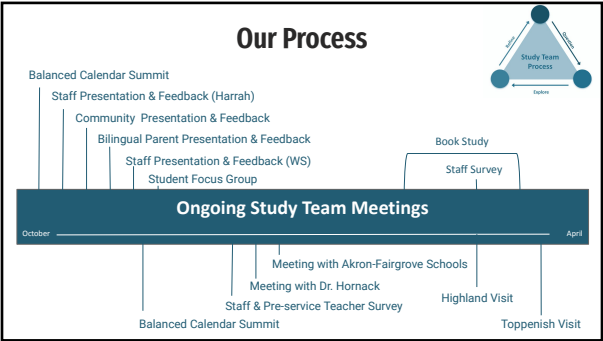 Our Process
Refine
Question
Study Team
Process
Explore
Balanced Calendar Summit
Staff Presentation & Feedback (Harrah)
Community Presentation & Feedback
Bilingual Parent Presentation & Feedback
Staff Presentation & Feedback (WS)
Student Focus Group
Book Study
Staff Survey
Ongoing Study Team Meetings
October
April
Meeting with Akron-Fairgrove Schools
Meeting with Dr. Hornack
Staff & Pre-service Teacher Survey
Balanced Calendar Summit
Highland Visit
Toppenish Visit